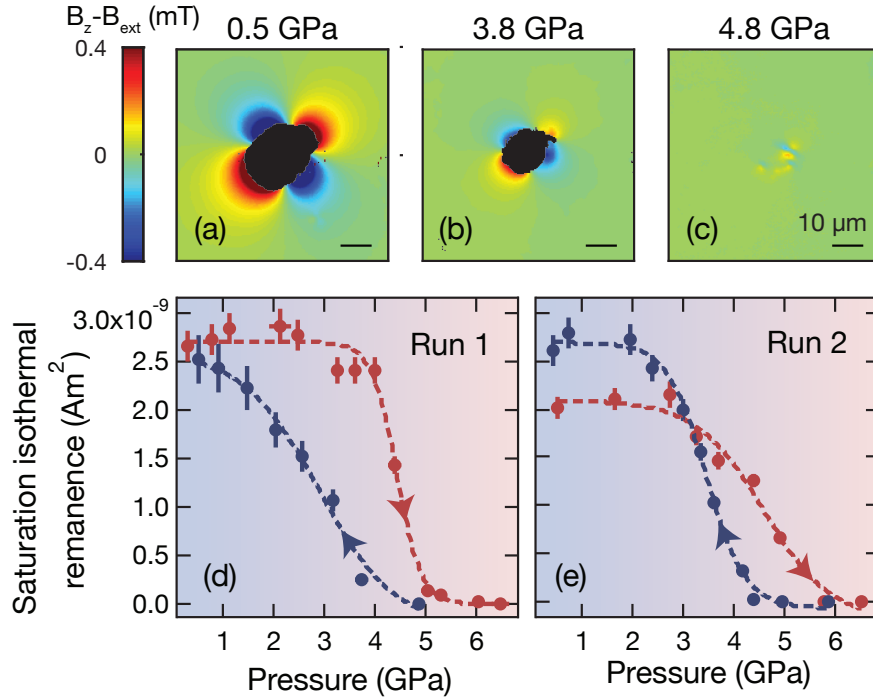 B_z-B_ext (mT)
0.5 GPa
3.8 GPa
4.8 GPa
0.4
0
-0.4
(a)
(b)
(c)
10 µm
Saturation isothermal
remanence (Am²)
3.0x10⁻⁹
2.5
2.0
1.5
1.0
0.5
0.0
Run 1
(d)
1 2 3 4 5 6
Pressure (GPa)
Run 2
(e)
1 2 3 4 5 6
Pressure (GPa)